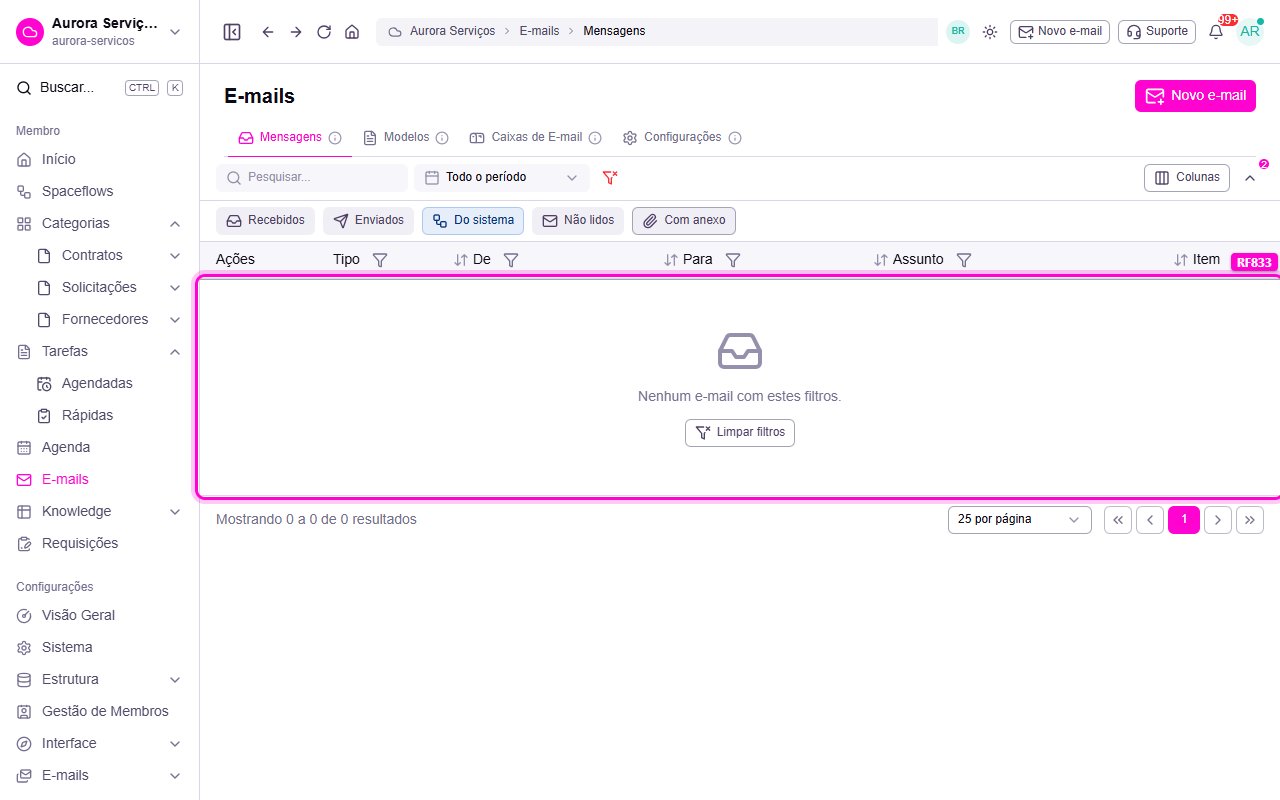 Aurora Serviç...
aurora-servicos
Aurora Serviços
E-mails
Mensagens
BR
Novo e-mail
Suporte
99+
AR
Buscar...
CTRL
K
Membro
Início
Spaceflows
Categorias
Contratos
Solicitações
Fornecedores
Tarefas
Agendadas
Rápidas
Agenda
E-mails
Knowledge
Requisições
Configurações
Visão Geral
Sistema
Estrutura
Gestão de Membros
Interface
E-mails
E-mails
Novo e-mail
Mensagens
Modelos
Caixas de E-mail
Configurações
Pesquisar...
Todo o período
Colunas
2
Recebidos
Enviados
Do sistema
Não lidos
Com anexo
Ações
Tipo
De
Para
Assunto
Item
RF833
Nenhum e-mail com estes filtros.
Limpar filtros
Mostrando 0 a 0 de 0 resultados
25 por página
1